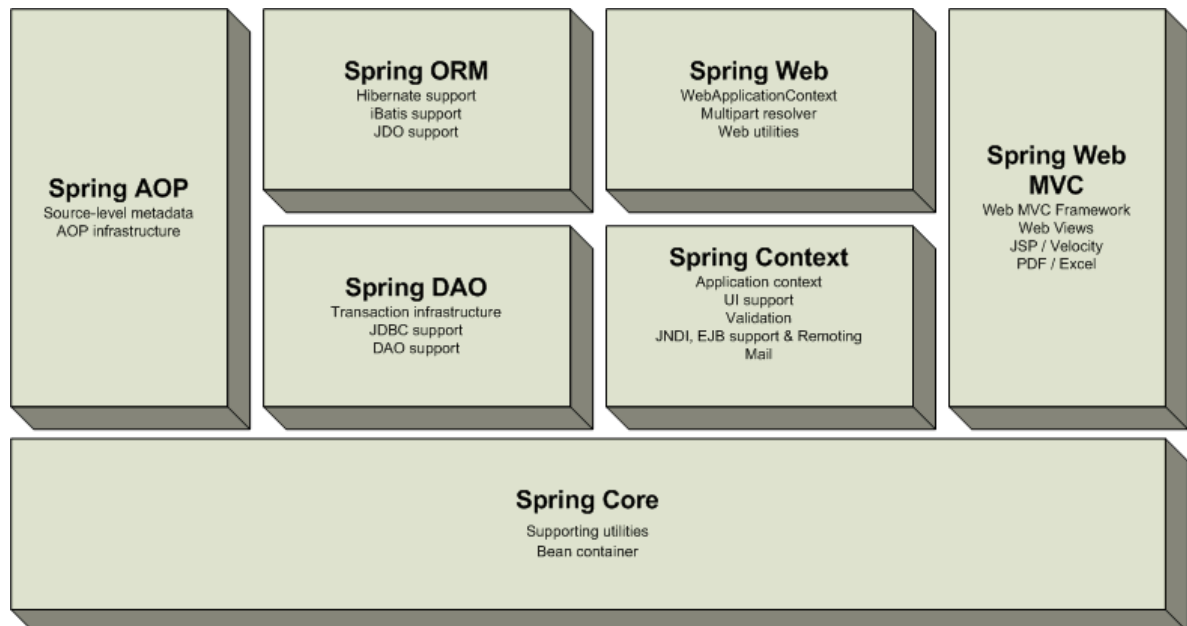 Spring AOP
Source-level metadata
AOP infrastructure
Spring ORM
Hibernate support
iBatis support
JDO support
Spring DAO
Transaction infrastructure
JDBC support
DAO support
Spring Web
WebApplicationContext
Multipart resolver
Web utilities
Spring Context
Application context
UI support
Validation
JNDI, EJB support & Remoting
Mail
Spring Web
MVC
Web MVC Framework
Web Views
JSP / Velocity
PDF / Excel
Spring Core
Supporting utilities
Bean container